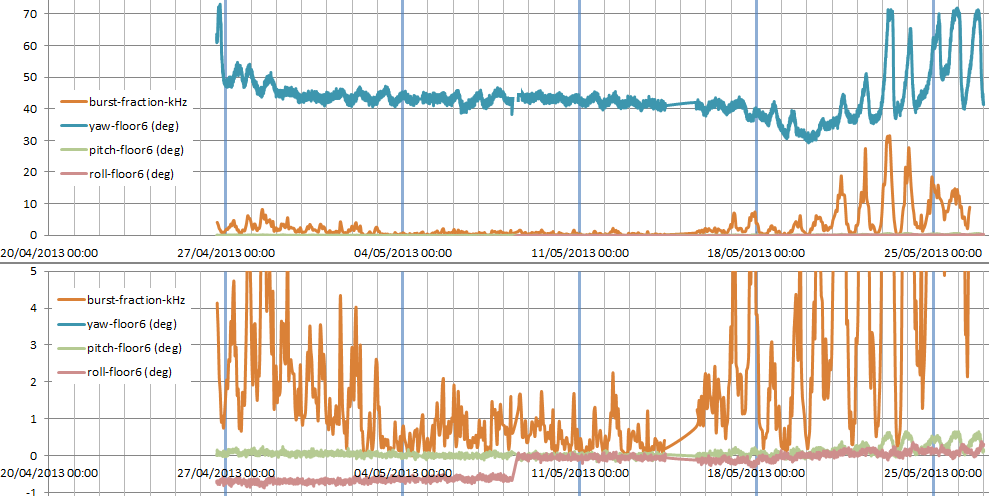 70
60
50
40
30
20
10
0
burst-fraction-kHz
yaw-floor6 (deg)
pitch-floor6 (deg)
roll-floor6 (deg)
20/04/2013 00:00 27/04/2013 00:00 04/05/2013 00:00 11/05/2013 00:00 18/05/2013 00:00 25/05/2013 00:00
5
4
3
2
1
0
-1
burst-fraction-kHz
yaw-floor6 (deg)
pitch-floor6 (deg)
roll-floor6 (deg)
20/04/2013 00:00 27/04/2013 00:00 04/05/2013 00:00 11/05/2013 00:00 18/05/2013 00:00 25/05/2013 00:00